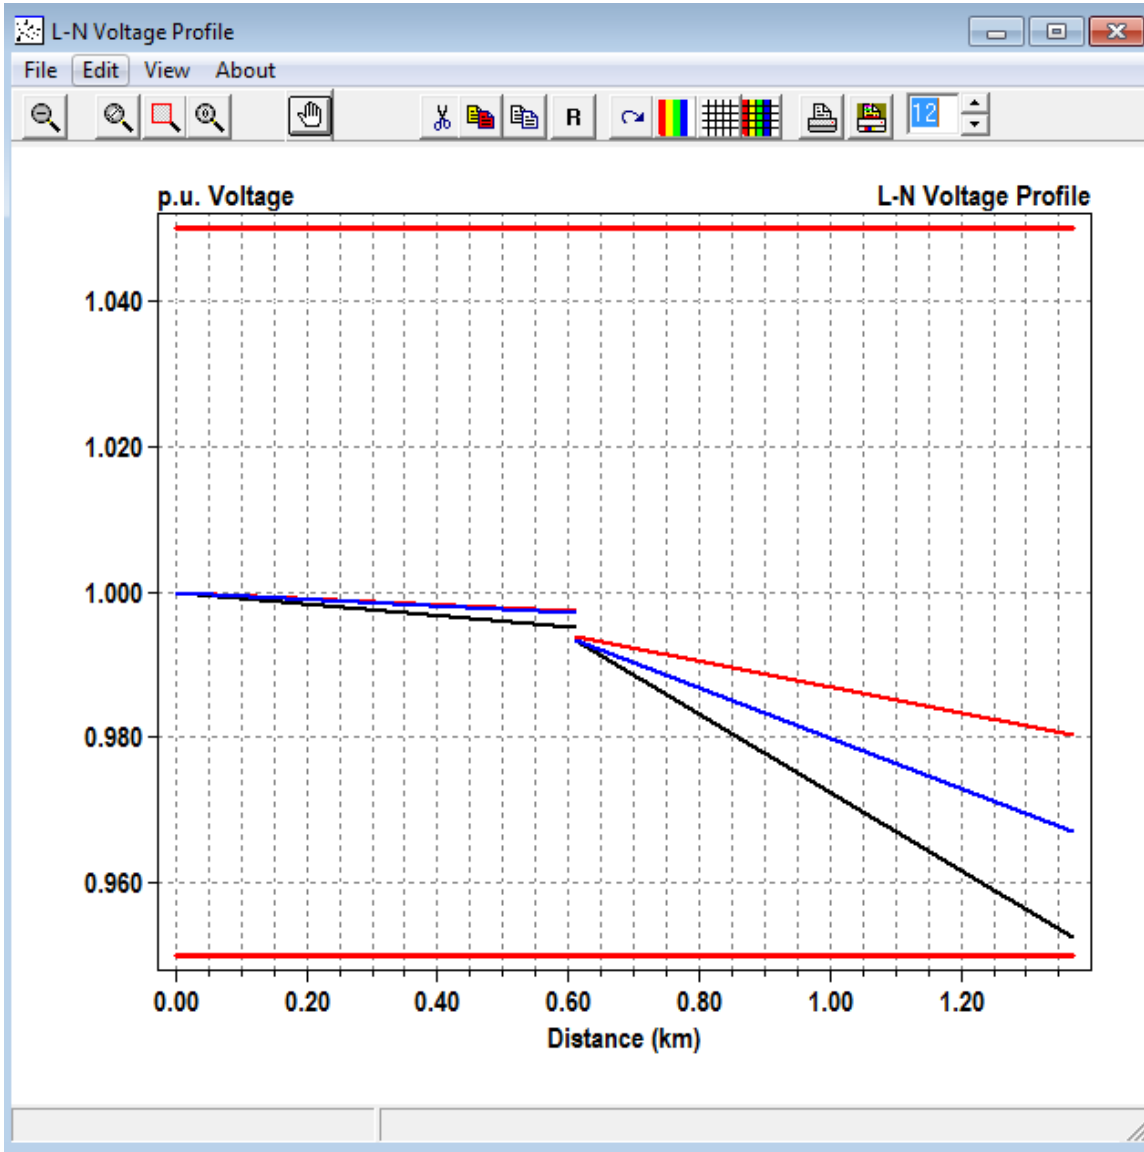 L-N Voltage Profile
File Edit View About
R 12
p.u. Voltage L-N Voltage Profile
1.040
1.020
1.000
0.980
0.960
0.00 0.20 0.40 0.60 0.80 1.00 1.20
Distance (km)